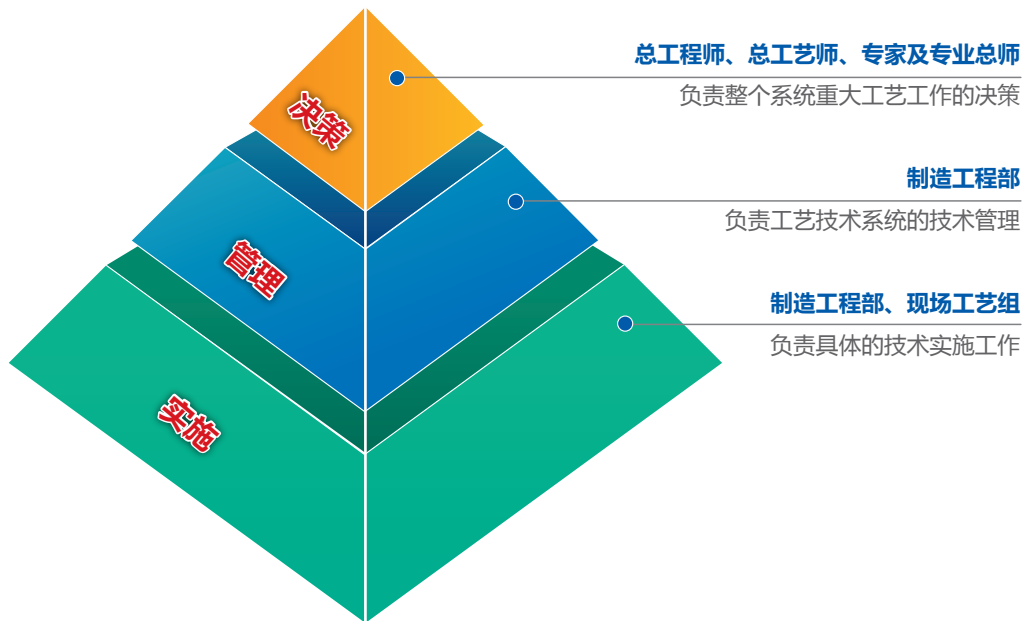 总工程师、总工艺师、专家及专业总师
负责整个系统重大工艺工作的决策
决策
制造工程部
负责工艺技术系统的技术管理
管理
制造工程部、现场工艺组
负责具体的技术实施工作
实施